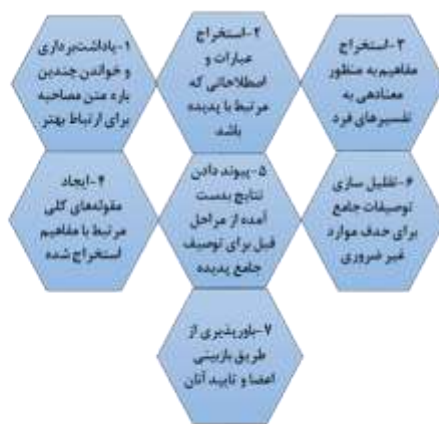 ۱-یاداشت‌برداری
و خواندن چندین
باره متن مصاحبه
برای ارتباط بهتر
۲-استخراج
عبارات و
اصطلاحاتی که
مرتبط با پدیده
باشد
۳-استخراج
مفاهیم به منظور
معنادهی به
تفسیرهای فرد
۴-ایجاد
مقوله‌های کلی
مرتبط با مفاهیم
استخراج شده
۵-پیوند دادن
نتایج بدست
آمده از مراحل
قبل برای توصیف
جامع پدیده
۶-تقلیل سازی
توصیفات جامع
برای حذف موارد
غیر ضروری
۷-باورپذیری از
طریق بازبینی
اعضا و تایید آنان